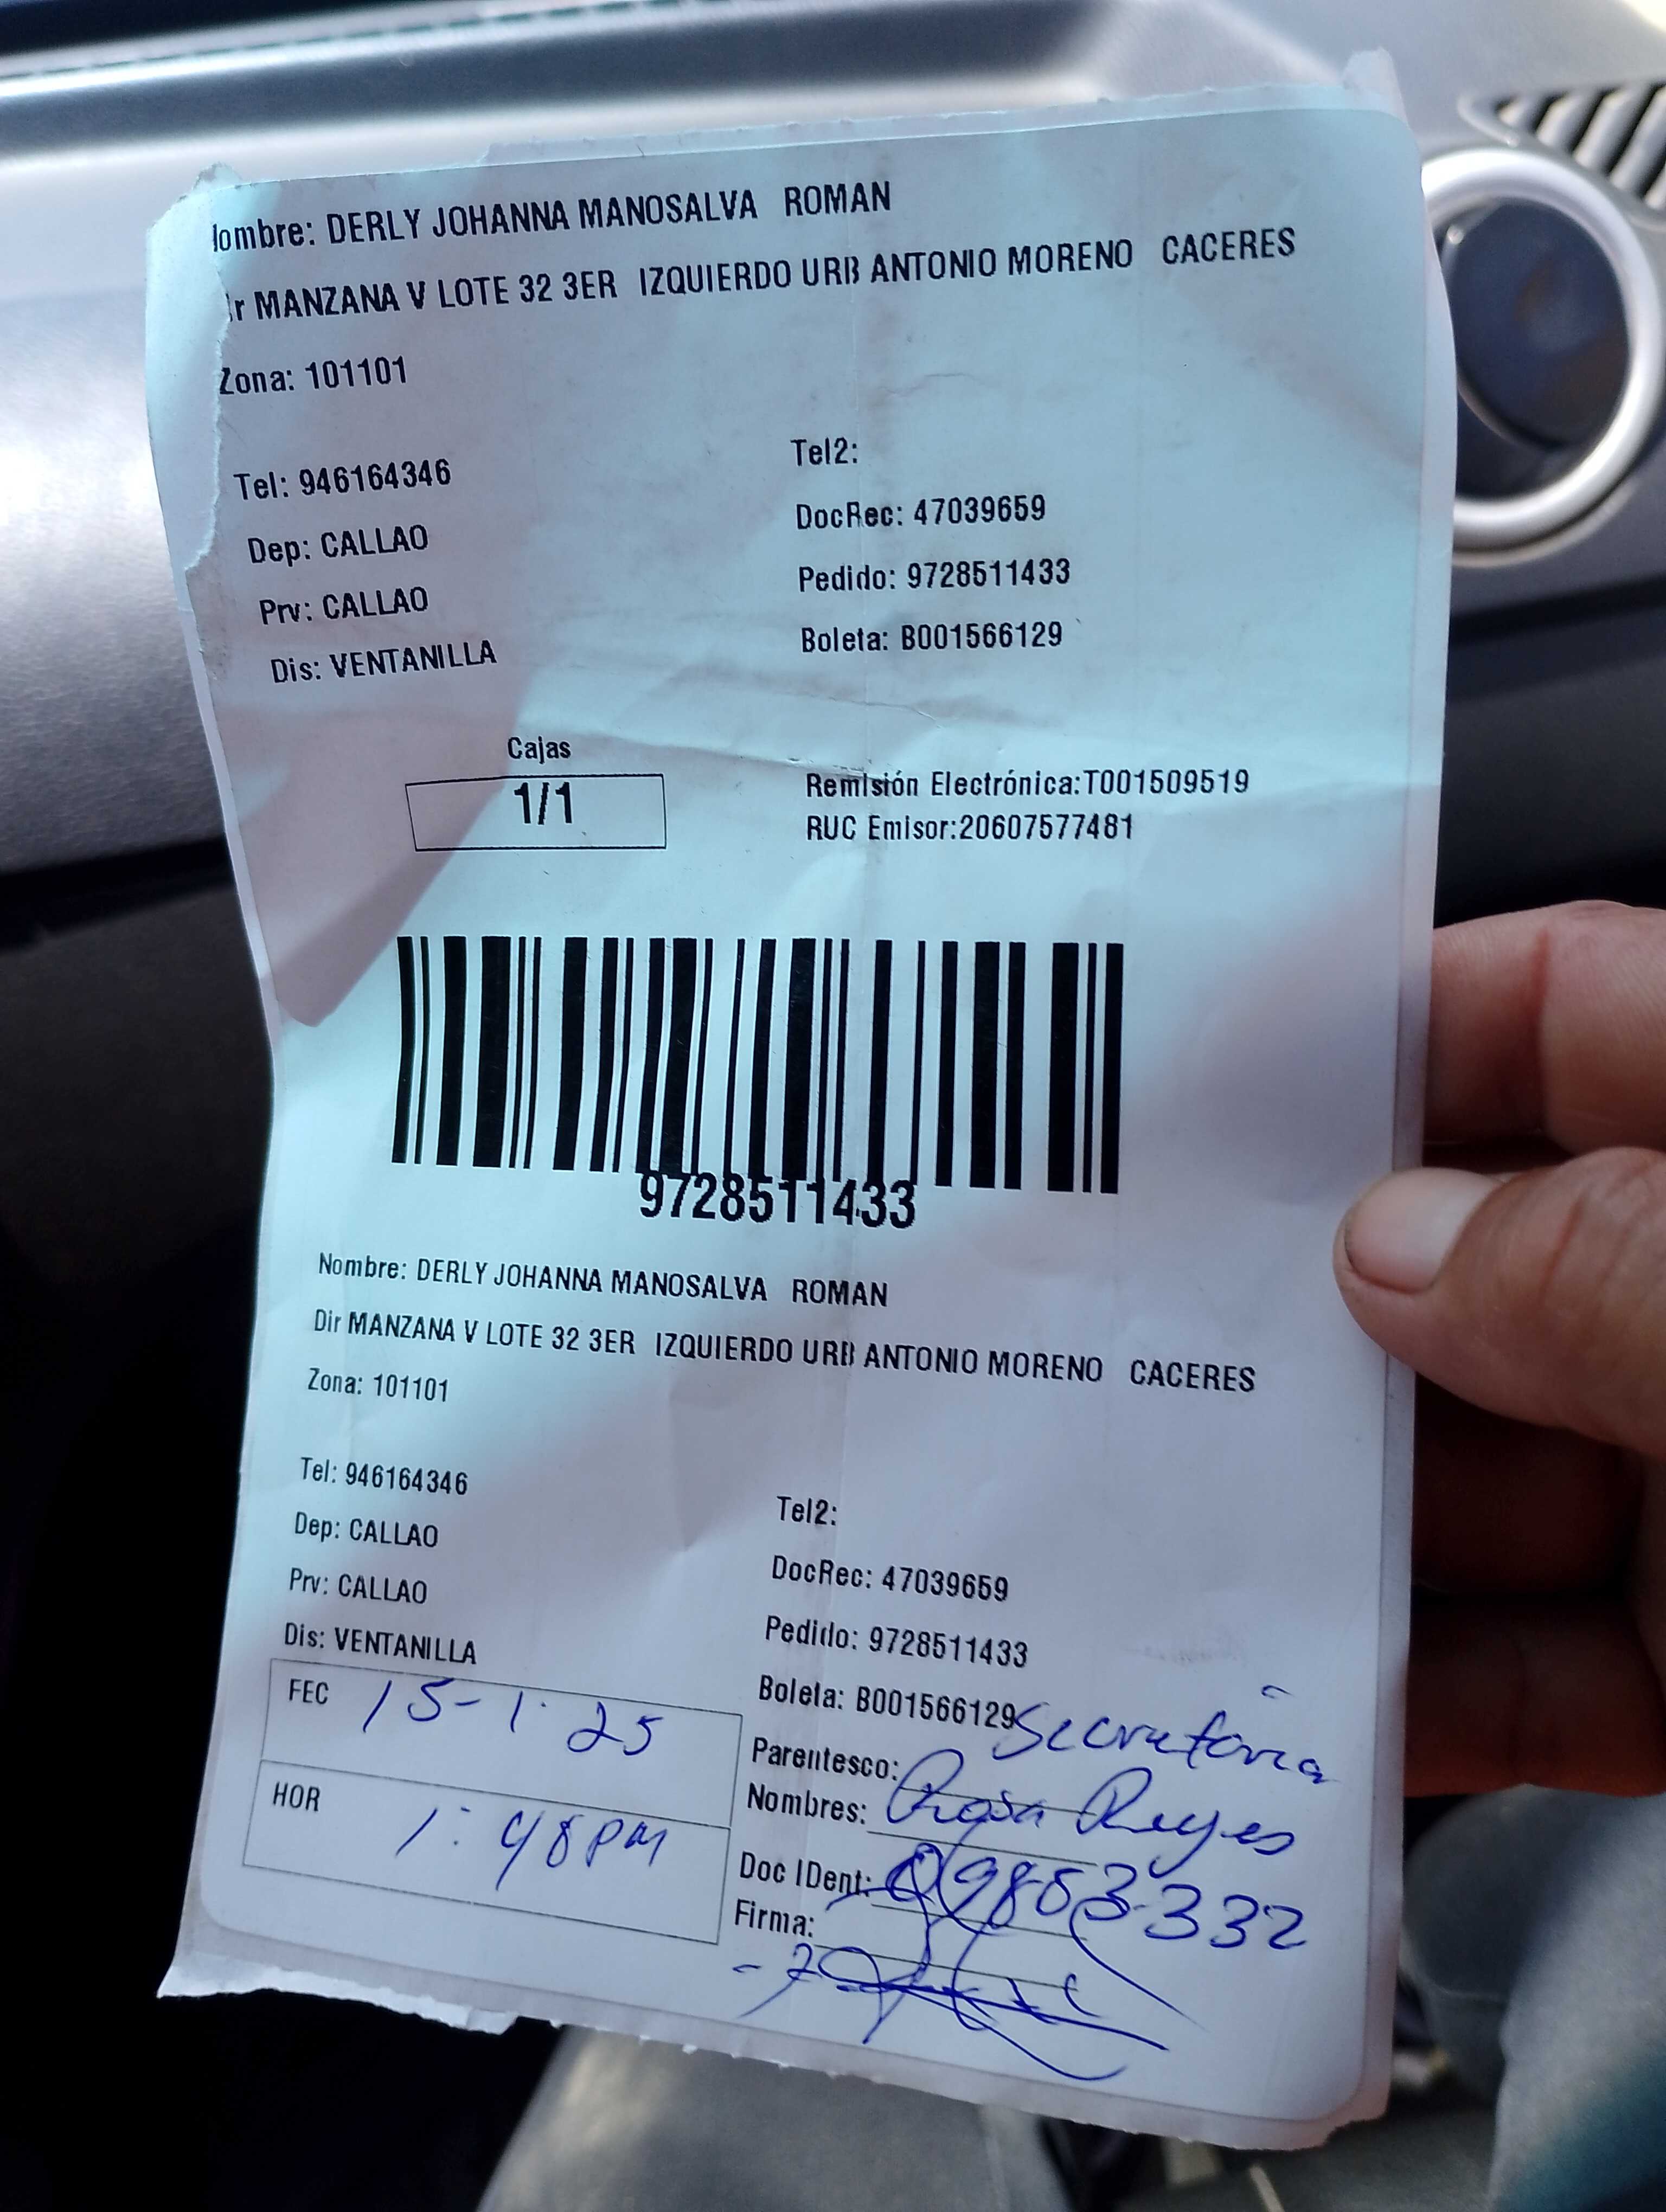 ombre: DERLY JOHANNA MANOSALVA ROMAN
ir MANZANA V LOTE 32 3ER IZQUIERDO URB ANTONIO MORENO CACERES
Zona: 101101
Tel: 946164346
Dep: CALLAO
Prv: CALLAO
Dis: VENTANILLA
Tel2:
DocRec: 47039659
Pedido: 9728511433
Boleta: B001566129
Cajas
1/1
Remisión Electrónica:T001509519
RUC Emisor:20607577481
9728511433
Nombre: DERLY JOHANNA MANOSALVA ROMAN
Dir MANZANA V LOTE 32 3ER IZQUIERDO URB ANTONIO MORENO CACERES
Zona: 101101
Tel: 946164346
Dep: CALLAO
Prv: CALLAO
Dis: VENTANILLA
FEC 15-1-25
HOR 1:48 PM
Tel2:
DocRec: 47039659
Pedido: 9728511433
Boleta: B001566129
Parentesco: Secretaria
Nombres: Rosa Reyes
Doc IDent: 09853332
Firma: